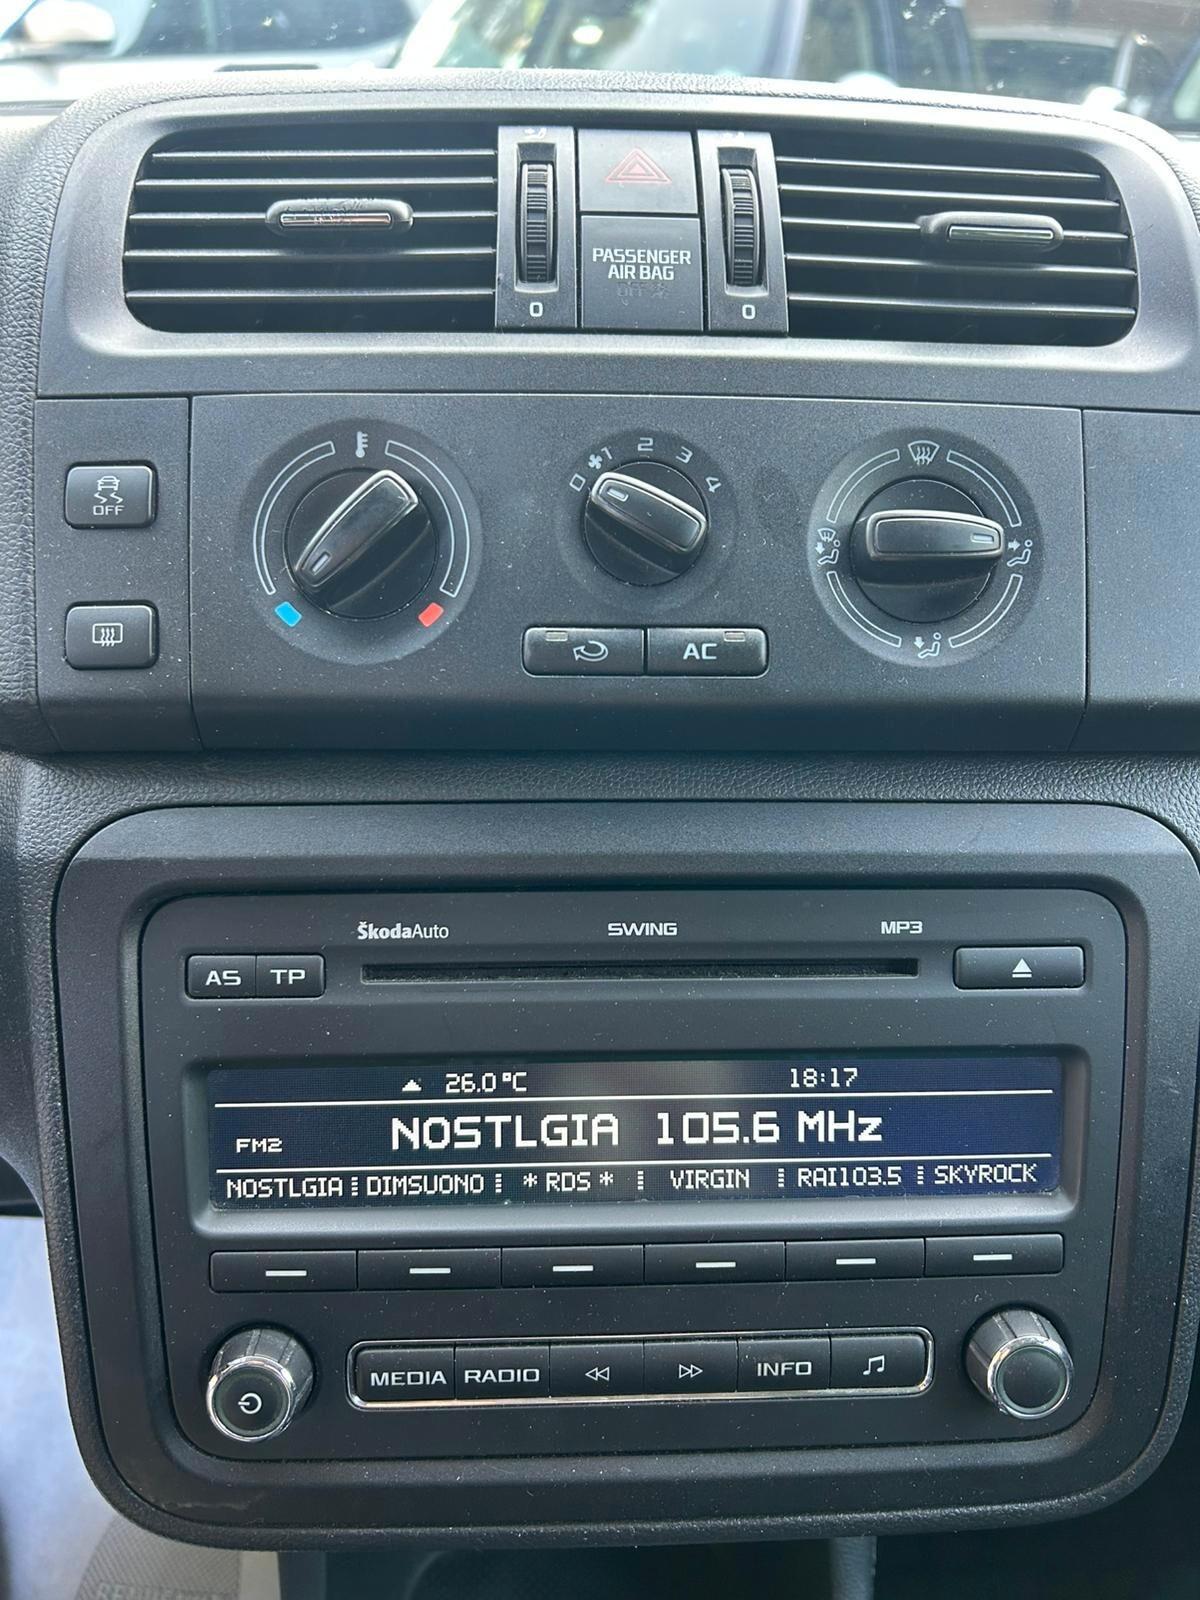 PASSENGER
AIR BAG
OFF
0 0
0 1 2 3 4
OFF
AC
ŠkodaAuto SWING MP3
AS TP
26.0°C 18:17
FM2 NOSTLGIA 105.6 MHz
NOSTLGIA DIMSUONO *RDS* VIRGIN RAI103.5 SKYROCK
MEDIA RADIO INFO